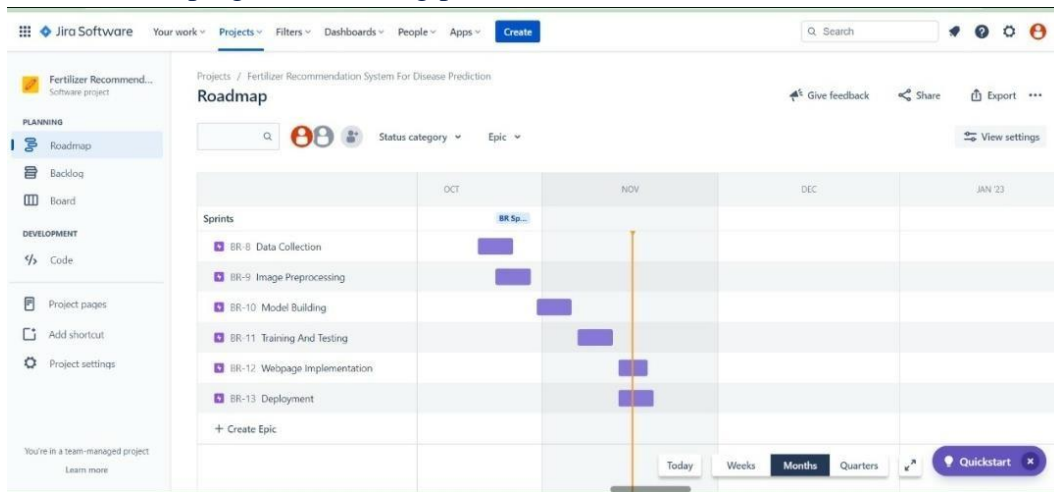 Jira Software Your work Projects Filters Dashboards People Apps Create Search
Fertilizer Recommend...
Software project
PLANNING
Roadmap
Backlog
Board
DEVELOPMENT
Code
Project pages
Add shortcut
Project settings
You're in a team-managed project
Learn more
Projects / Fertilizer Recommendation System For Disease Prediction
Roadmap
Give feedback Share Export
Status category Epic View settings
OCT NOV DEC JAN '23
Sprints BR Sp...
BR-8 Data Collection
BR-9 Image Preprocessing
BR-10 Model Building
BR-11 Training And Testing
BR-12 Webpage Implementation
BR-13 Deployment
+ Create Epic
Today Weeks Months Quarters Quickstart